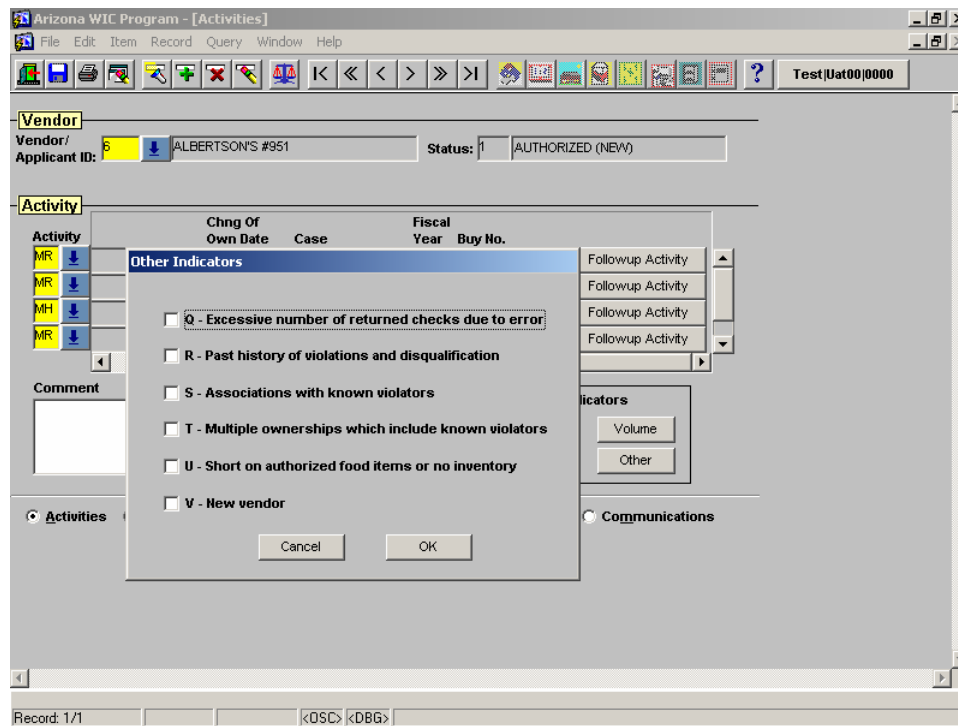 Arizona WIC Program - [Activities]
File Edit Item Record Query Window Help
Test|Uat00|0000
Vendor
Vendor/
Applicant ID: 6 ALBERTSON'S #951 Status: 1 AUTHORIZED (NEW)
Activity
Chng Of Fiscal
Activity Own Date Case Year Buy No.
MR Followup Activity
MR Followup Activity
MH Followup Activity
MR Followup Activity
Other Indicators
Q - Excessive number of returned checks due to error
R - Past history of violations and disqualification
S - Associations with known violators
T - Multiple ownerships which include known violators
U - Short on authorized food items or no inventory
V - New vendor
Cancel OK
Comment
licators
Volume
Other
Activities Communications
Record: 1/1 <OSC> <DBG>